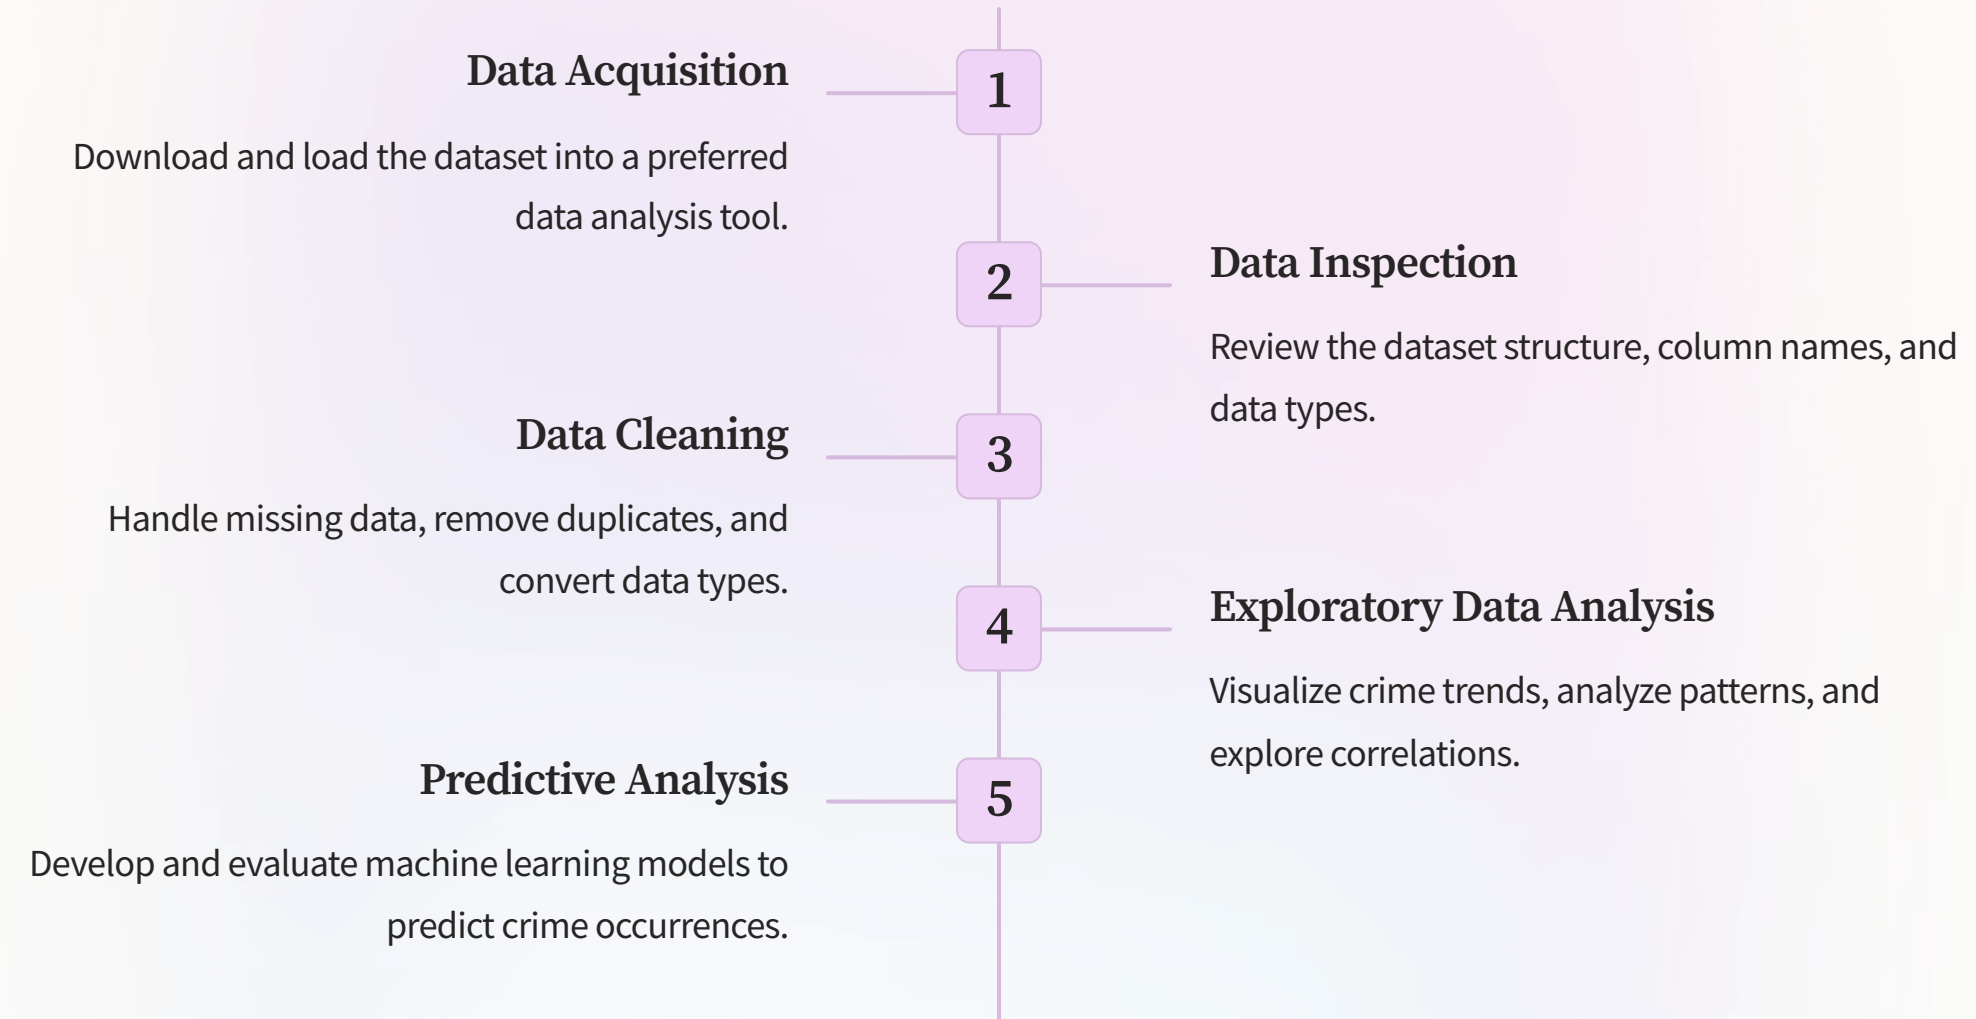 1
Data Acquisition
Download and load the dataset into a preferred
data analysis tool.
2
Data Inspection
Review the dataset structure, column names, and
data types.
3
Data Cleaning
Handle missing data, remove duplicates, and
convert data types.
4
Exploratory Data Analysis
Visualize crime trends, analyze patterns, and
explore correlations.
5
Predictive Analysis
Develop and evaluate machine learning models to
predict crime occurrences.